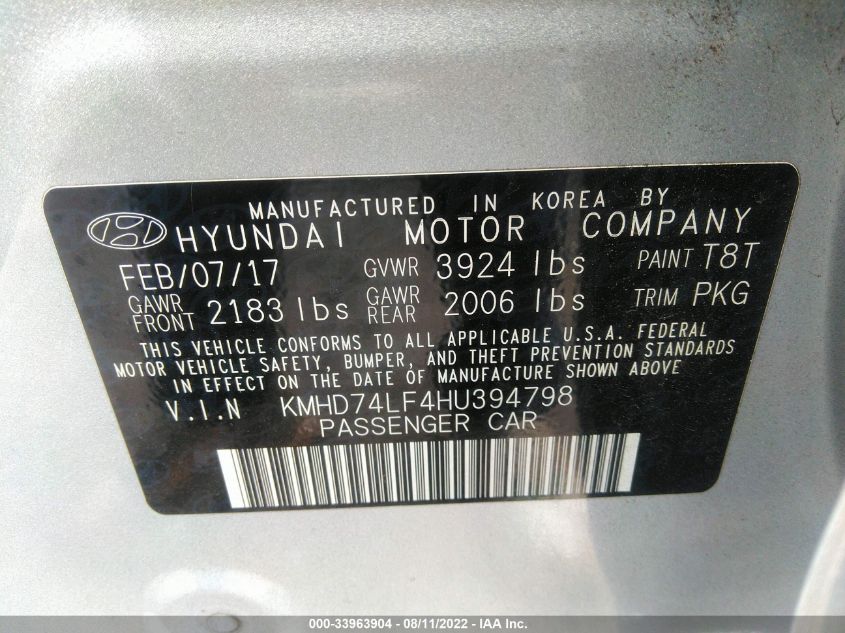 MANUFACTURED IN KOREA BY
HYUNDAI MOTOR COMPANY
FEB/07/17 GVWR 3924 lbs PAINT T8T
GAWR FRONT 2183 lbs GAWR REAR 2006 lbs TRIM PKG
THIS VEHICLE CONFORMS TO ALL APPLICABLE U.S.A. FEDERAL
MOTOR VEHICLE SAFETY, BUMPER, AND THEFT PREVENTION STANDARDS
IN EFFECT ON THE DATE OF MANUFACTURE SHOWN ABOVE
V.I.N KMHD74LF4HU394798
PASSENGER CAR
000-33963904 - 08/11/2022 - IAA Inc.